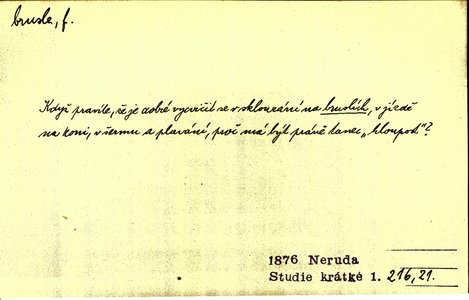 brusle, f.
Když pravíte, že je dobré vycvičit se v sklouzání na bruslích, v jízdě
na koni, v šermu a plavání, proč má být právě tanec „hloupost“?
1876 Neruda
Studie krátké 1. 216,21.